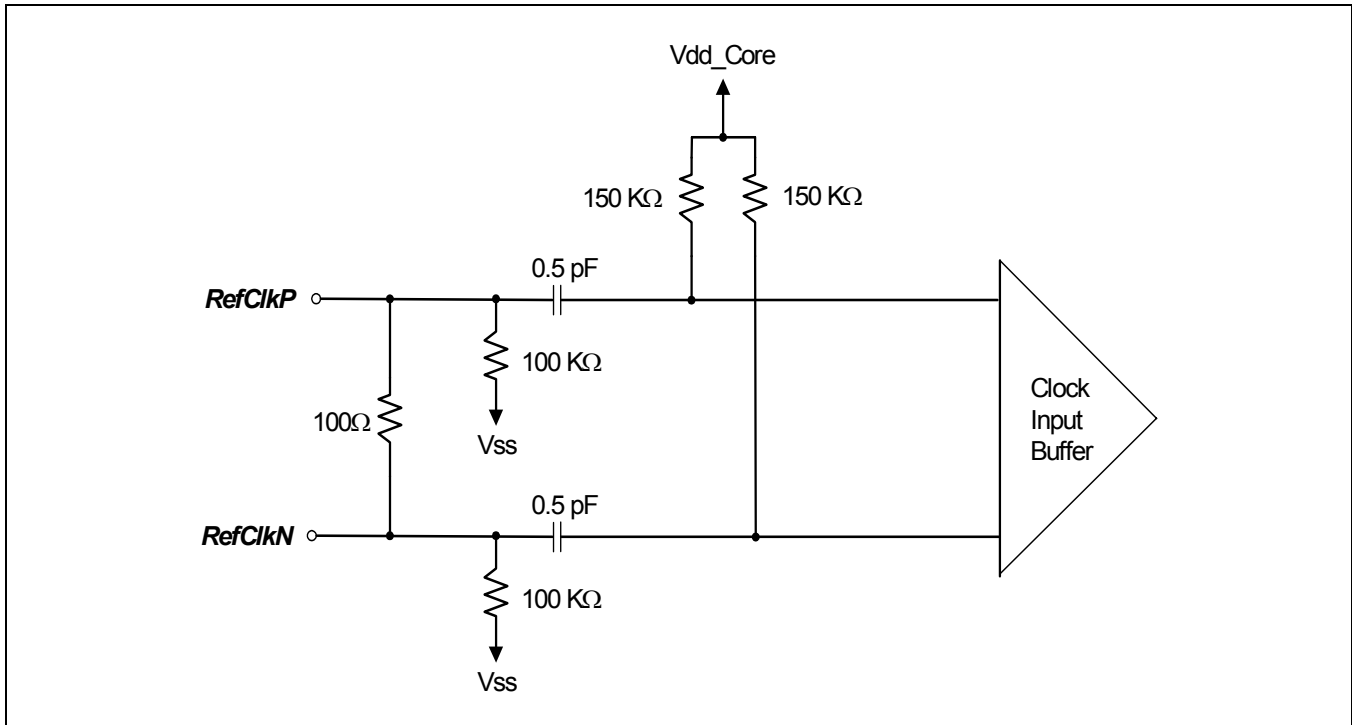 Vdd_Core
150 KΩ
150 KΩ
0.5 pF
RefClkP
100 KΩ
100Ω
Vss
Clock
Input
Buffer
0.5 pF
RefClkN
100 KΩ
Vss